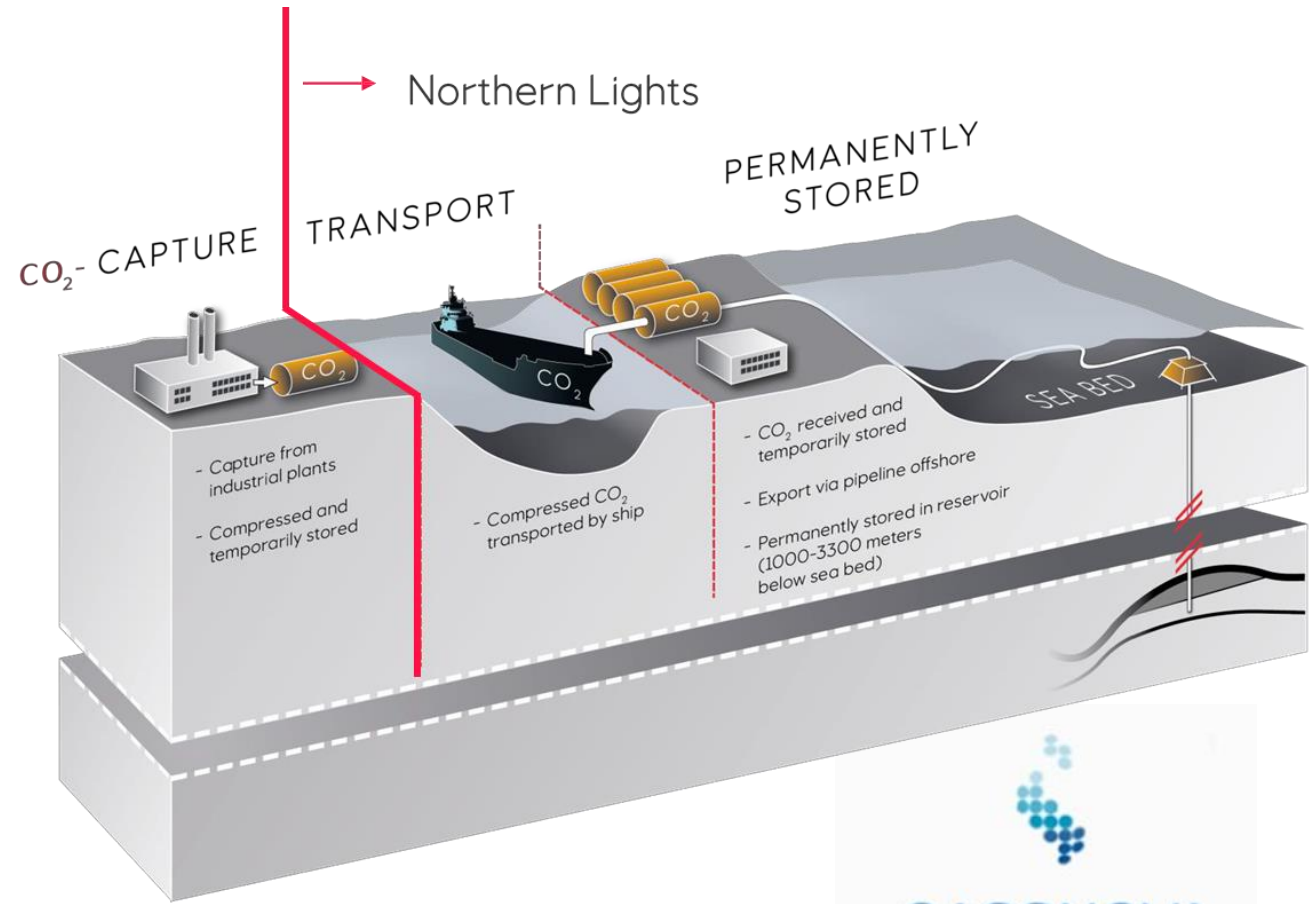 Northern Lights
PERMANENTLY
STORED
TRANSPORT
CO₂- CAPTURE
CO₂
CO₂
CO₂
SEA BED
- Capture from
industrial plants
- Compressed and
temporarily stored
- Compressed CO₂
transported by ship
- CO₂ received and
temporarily stored
- Export via pipeline offshore
- Permanently stored in reservoir
(1000-3300 meters
below sea bed)